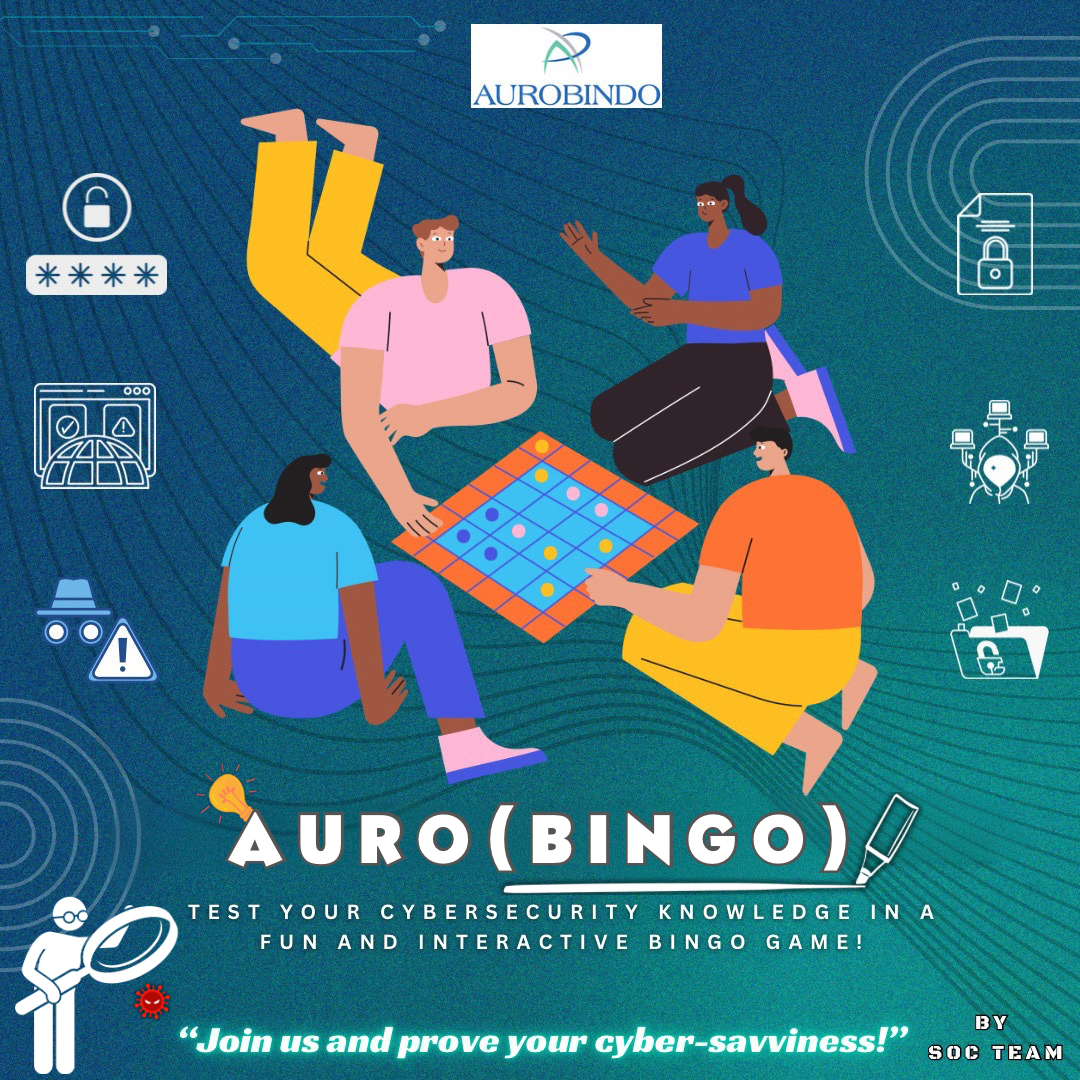 AUROBINDO
****
AURO(BINGO)
TEST YOUR CYBERSECURITY KNOWLEDGE IN A
FUN AND INTERACTIVE BINGO GAME!
“Join us and prove your cyber-savviness!”
BY
SOC TEAM